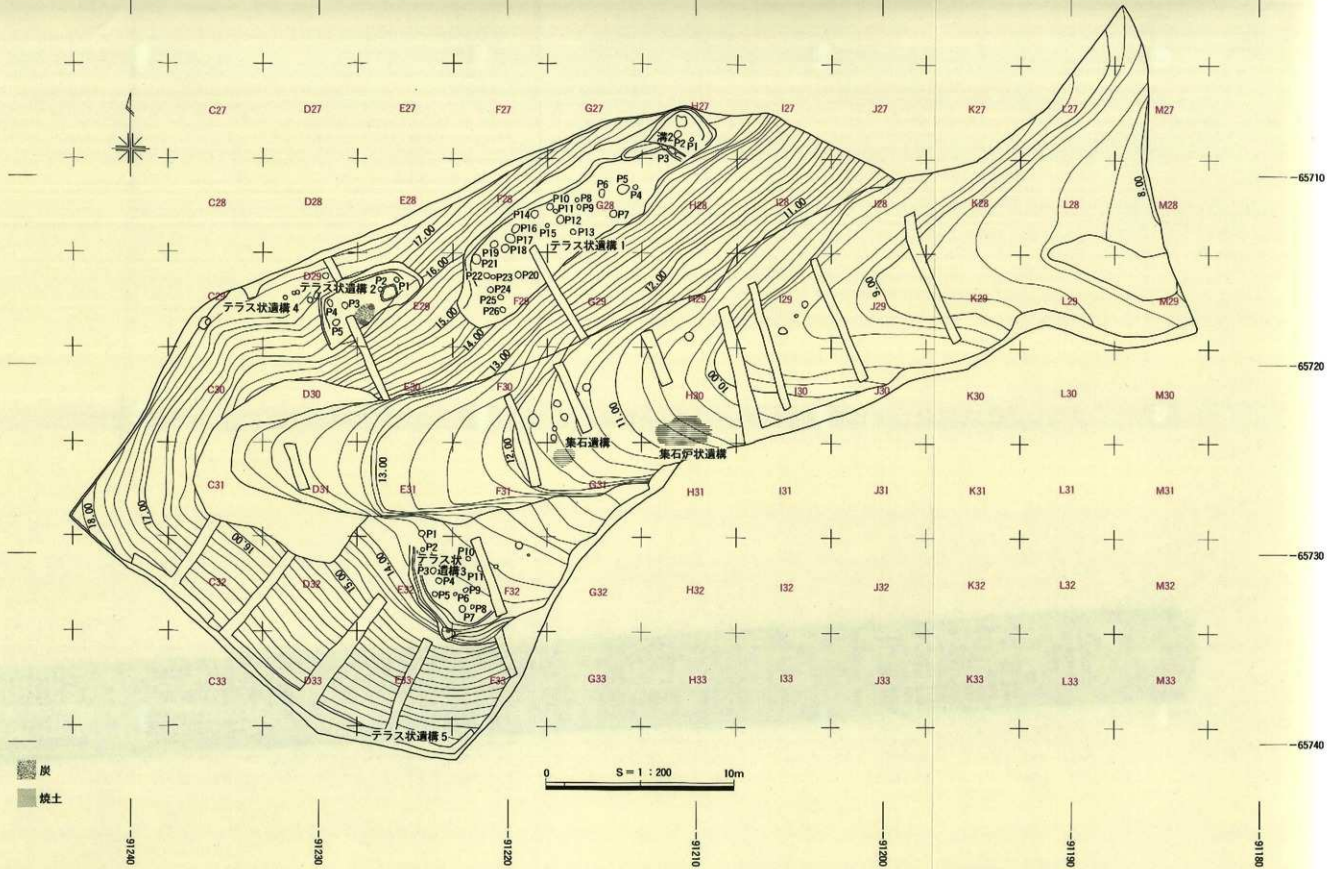 C27 D27 E27 F27 G27 H27 I27 J27 K27 L27 M27
溝2 P2 P1
P3
−65710
C28 D28 E28 F28 G28 H28 I28 J28 K28 L28 M28
P6 P5 P4
P10 P8
P11 P9
P14 P12 P7
P16 P15 P13
P17
P19 P18 テラス状遺構 1
P21
P22 P23 P20
P24
P25
P26
17.00
16.00
15.00
14.00
13.00
12.00
11.00
8.00
C29 D29 E29 F29 G29 H29 I29 J29 K29 L29 M29
テラス状遺構 2 P2 P1
テラス状遺構 4
P4 P3
P5
9.00
−65720
C30 D30 E30 F30 H30 I30 J30 K30 L30 M30
10.00
11.00
12.00
13.00
集石遺構
集石炉状遺構
C31 D31 E31 F31 G31 H31 I31 J31 K31 L31 M31
18.00
17.00
16.00
15.00
14.00
−65730
P1
P2 P10
テラス状
遺構3
P3 P11
P4
P5 P6 P9
P8
P7
C32 D32 E32 F32 G32 H32 I32 J32 K32 L32 M32
C33 D33 E33 F33 G33 H33 I33 J33 K33 L33 M33
テラス状遺構 5
−65740
炭
焼土
0 S = 1 : 200 10m
−91240 −91230 −91220 −91210 −91200 −91190 −91180